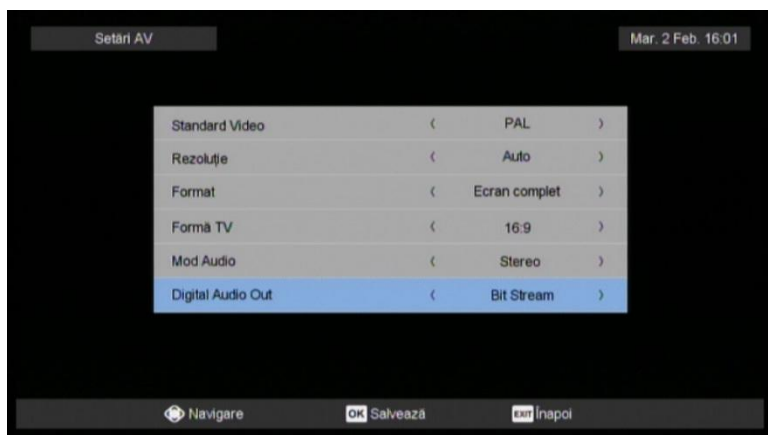 Setări AV
Mar. 2 Feb. 16:01
Standard Video ⟨ PAL ⟩
Rezoluție ⟨ Auto ⟩
Format ⟨ Ecran complet ⟩
Formă TV ⟨ 16:9 ⟩
Mod Audio ⟨ Stereo ⟩
Digital Audio Out ⟨ Bit Stream ⟩
Navigare OK Salvează EXIT Înapoi